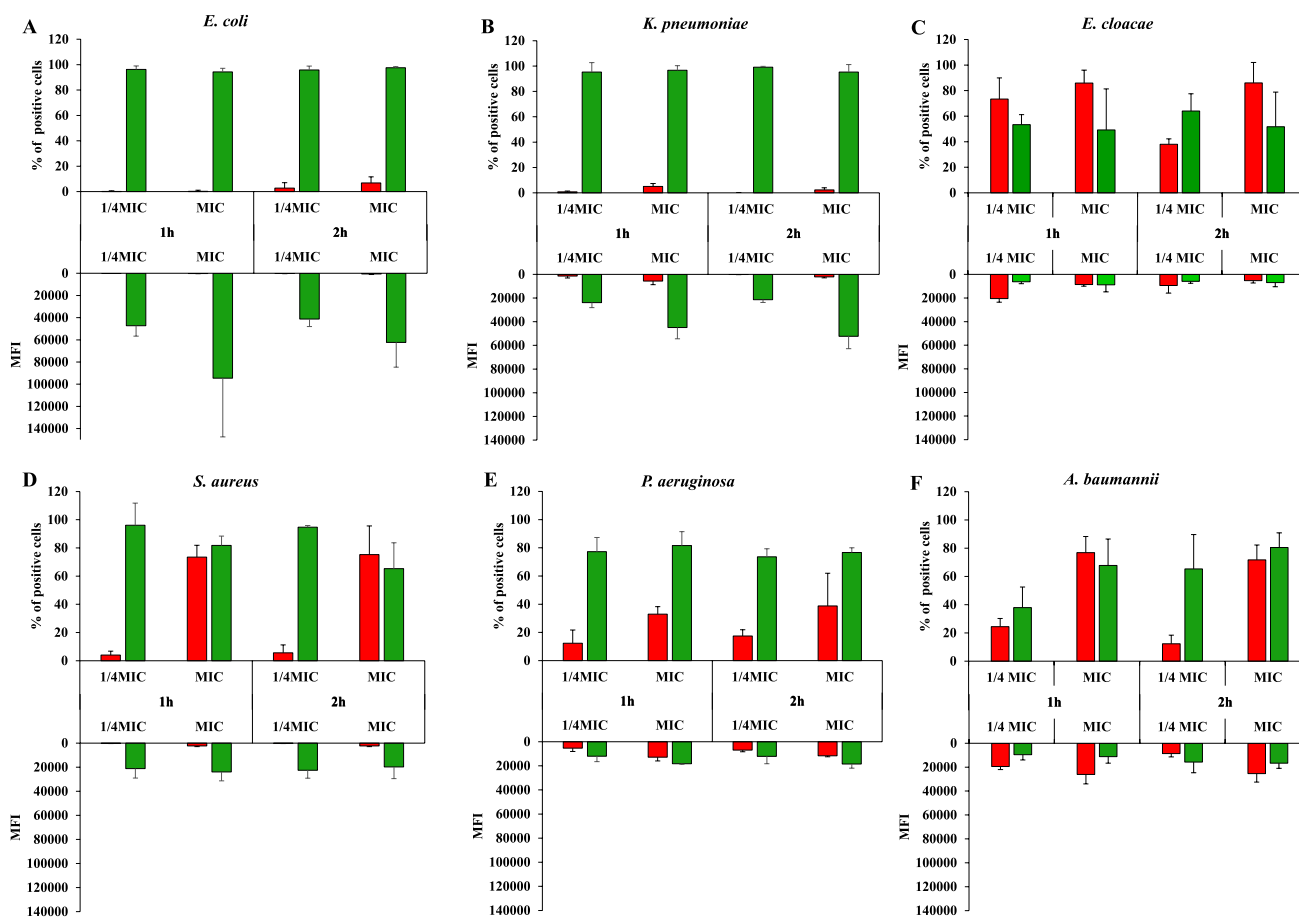 A
E. coli
% of positive cells
120
100
80
60
40
20
0
1/4MIC MIC 1/4MIC MIC
1h 2h
1/4MIC MIC 1/4MIC MIC
MFI
0
20000
40000
60000
80000
100000
120000
140000
B
K. pneumoniae
% of positive cells
120
100
80
60
40
20
0
1/4MIC MIC 1/4MIC MIC
1h 2h
1/4MIC MIC 1/4MIC MIC
MFI
0
20000
40000
60000
80000
100000
120000
140000
C
E. cloacae
% of positive cells
120
100
80
60
40
20
0
1/4 MIC MIC 1/4 MIC MIC
1h 2h
1/4 MIC MIC 1/4 MIC MIC
MFI
0
20000
40000
60000
80000
100000
120000
140000
D
S. aureus
% of positive cells
120
100
80
60
40
20
0
1/4MIC MIC 1/4MIC MIC
1h 2h
1/4MIC MIC 1/4MIC MIC
MFI
0
20000
40000
60000
80000
100000
120000
140000
E
P. aeruginosa
% of positive cells
120
100
80
60
40
20
0
1/4MIC MIC 1/4MIC MIC
1h 2h
1/4MIC MIC 1/4MIC MIC
MFI
0
20000
40000
60000
80000
100000
120000
140000
F
A. baumannii
% of positive cells
120
100
80
60
40
20
0
1/4 MIC MIC 1/4 MIC MIC
1h 2h
1/4 MIC MIC 1/4 MIC MIC
MFI
0
20000
40000
60000
80000
100000
120000
140000